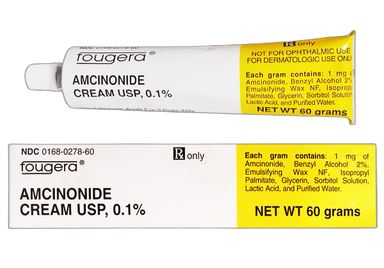 NDC 0168-0278-60
fougera®
AMCINONIDE
CREAM USP, 0.1%
Rx only
NOT FOR OPHTHALMIC USE
FOR DERMATOLOGIC USE ONLY
Each gram contains: 1 mg of
Amcinonide, Benzyl Alcohol 2%,
Emulsifying Wax NF, Isopropyl
Palmitate, Glycerin, Sorbitol Solution,
Lactic Acid, and Purified Water.
NET WT 60 grams
NDC 0168-0278-60
fougera®
AMCINONIDE
CREAM USP, 0.1%
Rx only
Each gram contains: 1 mg of
Amcinonide, Benzyl Alcohol 2%,
Emulsifying Wax NF, Isopropyl
Palmitate, Glycerin, Sorbitol Solution,
Lactic Acid, and Purified Water.
NET WT 60 grams